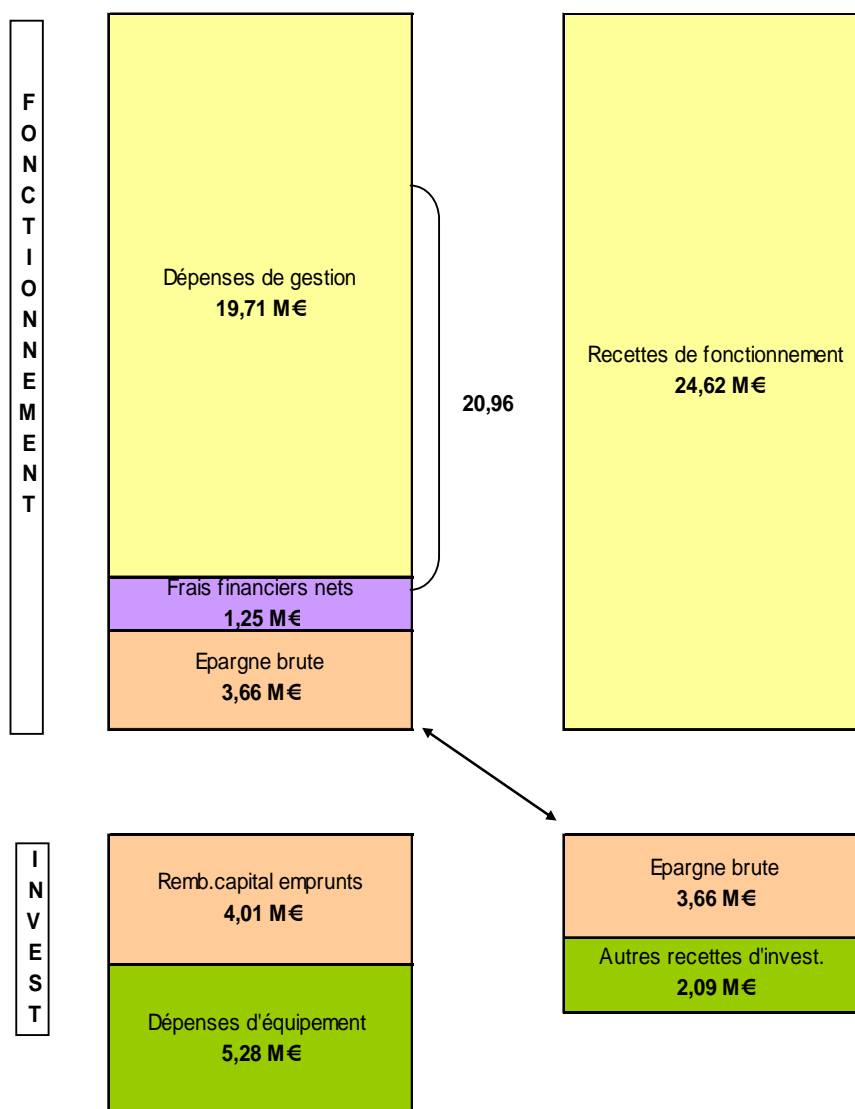 FONCTIONNEMENT
Dépenses de gestion
19,71 M€
Frais financiers nets
1,25 M€
Epargne brute
3,66 M€
20,96
Recettes de fonctionnement
24,62 M€
INVEST
Remb.capital emprunts
4,01 M€
Dépenses d'équipement
5,28 M€
Epargne brute
3,66 M€
Autres recettes d'invest.
2,09 M€